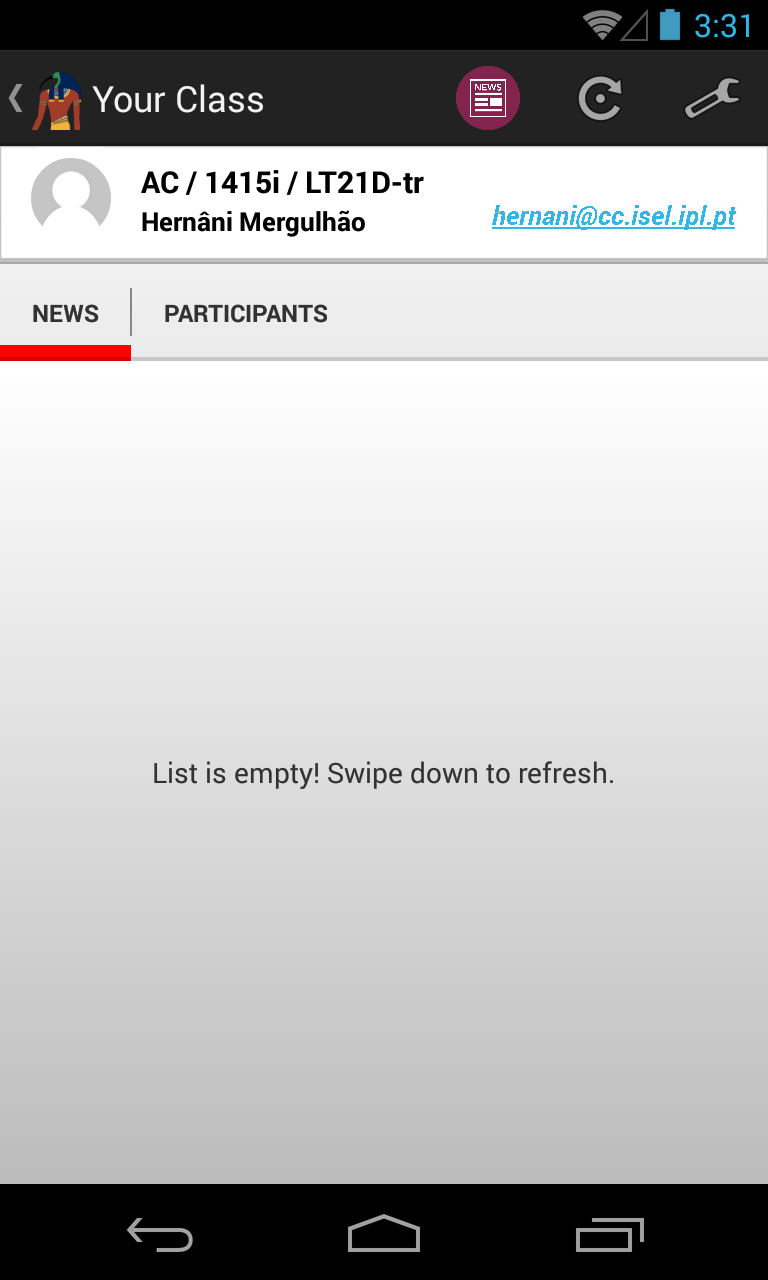 3:31
Your Class
NEWS
AC / 1415i / LT21D-tr
Hernâni Mergulhão
hernani@cc.isel.ipl.pt
NEWS
PARTICIPANTS
List is empty! Swipe down to refresh.